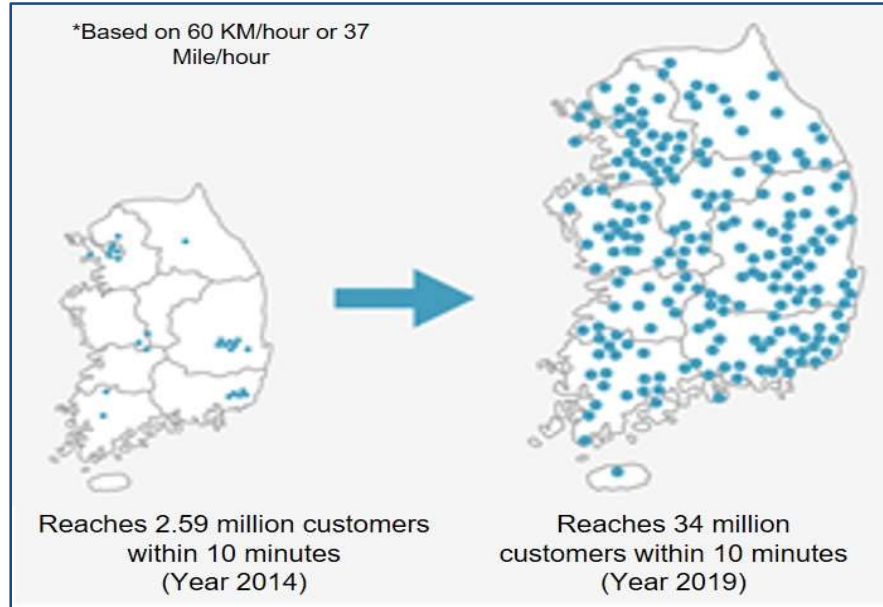 *Based on 60 KM/hour or 37
Mile/hour
Reaches 2.59 million customers
within 10 minutes
(Year 2014)
Reaches 34 million
customers within 10 minutes
(Year 2019)